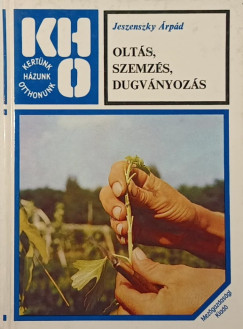 KH
O
KERTÜNK
HÁZUNK
OTTHONUNK
Jeszenszky Árpád
OLTÁS,
SZEMZÉS,
DUGVÁNYOZÁS
Mezőgazdasági
Kiadó